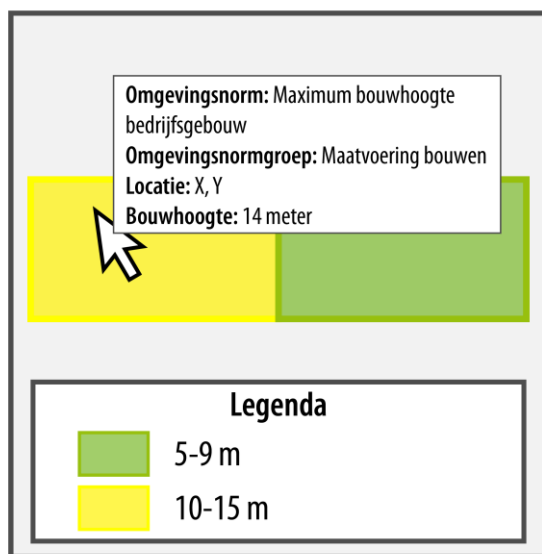 Omgevingsnorm: Maximum bouwhoogte
bedrijfsgebouw
Omgevingsnormgroep: Maatvoering bouwen
Locatie: X, Y
Bouwhoogte: 14 meter
Legenda
5-9 m
10-15 m